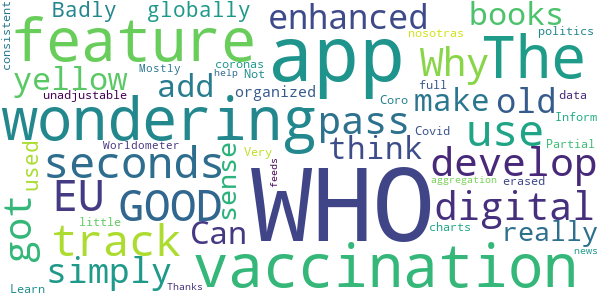 consistent Badly globally enhanced books
feature app The
coronas nosotras politics
Mostly help Not Why full
yellow add organized data
unadjustable make old Coro
wondering pass use Inform
Worldometer think Covid Partial
used seconds sense Very develop
EU GOOD feeds WHO aggregation erased
digital
got track Can little charts really
simply vaccination news
Learn Thanks